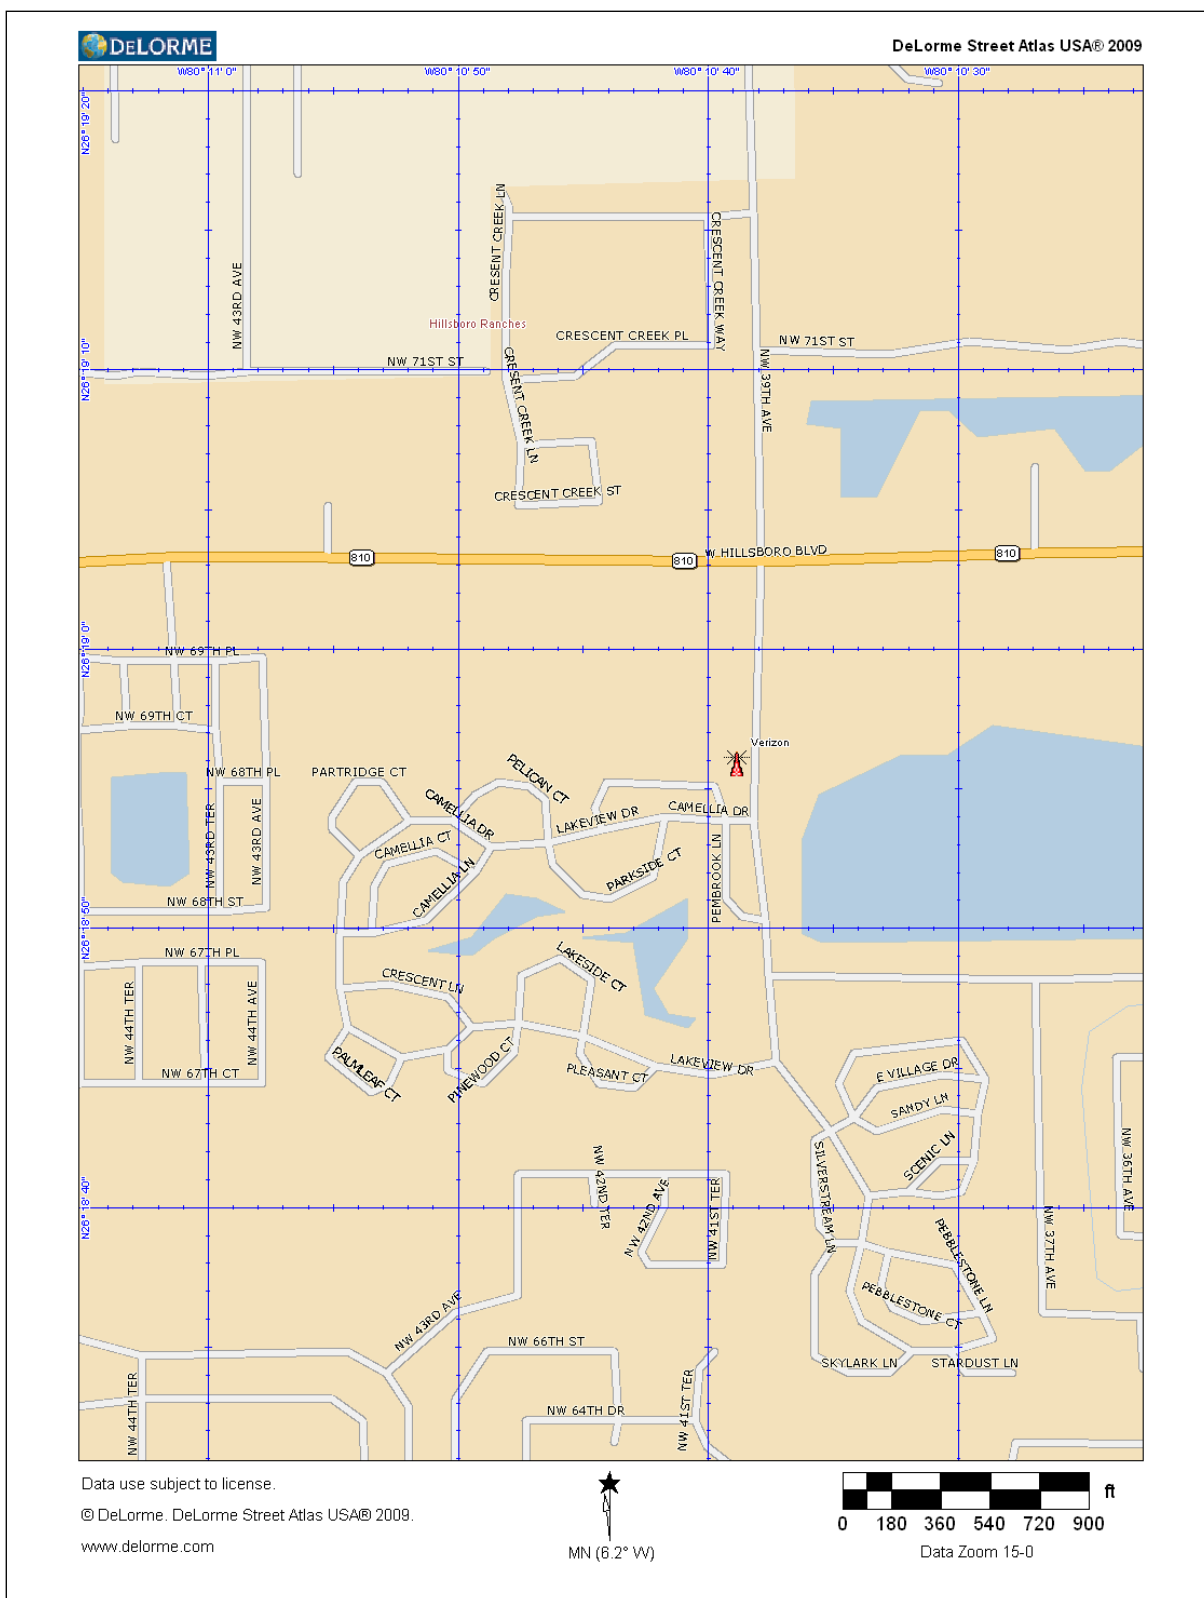 DELORME
DeLorme Street Atlas USA® 2009
W80° 11' 0"
W80° 10' 50"
W80° 10' 40"
W80° 10' 30"
N26° 19' 20"
CRESENT CREEK LN
CRESCENT CREEK WAY
NW 43RD AVE
Hillsboro Ranches
CRESCENT CREEK PL
NW 71ST ST
NW 71ST ST
N26° 19' 10"
CRESENT CREEK LN
NW 39TH AVE
CRESCENT CREEK ST
W HILLSBORO BLVD
810
810
810
N26° 19' 0"
NW 69TH PL
NW 69TH CT
Verizon
NW 68TH PL
PARTRIDGE CT
PELICAN CT
CAMELLIA DR
LAKEVIEW DR
CAMELLIA DR
NW 43RD TER
NW 43RD AVE
CAMELLIA CT
CAMELLIA LN
PARKSIDE CT
PEMBROOK LN
NW 68TH ST
N26° 18' 50"
NW 67TH PL
LAKESIDE CT
CRESCENT LN
NW 44TH TER
NW 44TH AVE
PALMLEAF CT
PINEWOOD CT
PLEASANT CT
LAKEVIEW DR
NW 67TH CT
E VILLAGE DR
SANDY LN
SCENIC LN
SILVERSTREAM LN
NW 36TH AVE
NW 42ND TER
NW 42ND AVE
NW 41ST TER
N26° 18' 40"
NW 37TH AVE
PEBBLESTONE LN
PEBBLESTONE CT
NW 43RD AVE
NW 66TH ST
SKYLARK LN
STARDUST LN
NW 44TH TER
NW 64TH DR
NW 41ST TER
Data use subject to license.
© DeLorme. DeLorme Street Atlas USA® 2009.
www.delorme.com
MN (6.2° W)
ft
0 180 360 540 720 900
Data Zoom 15-0